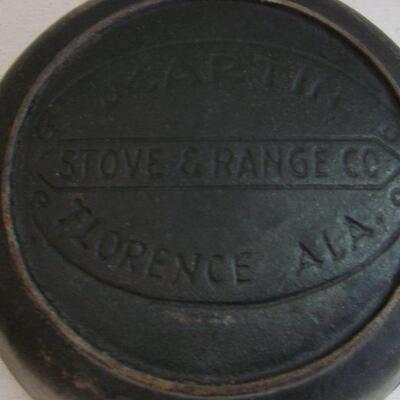 MARTIN
STOVE & RANGE CO
FLORENCE ALA.